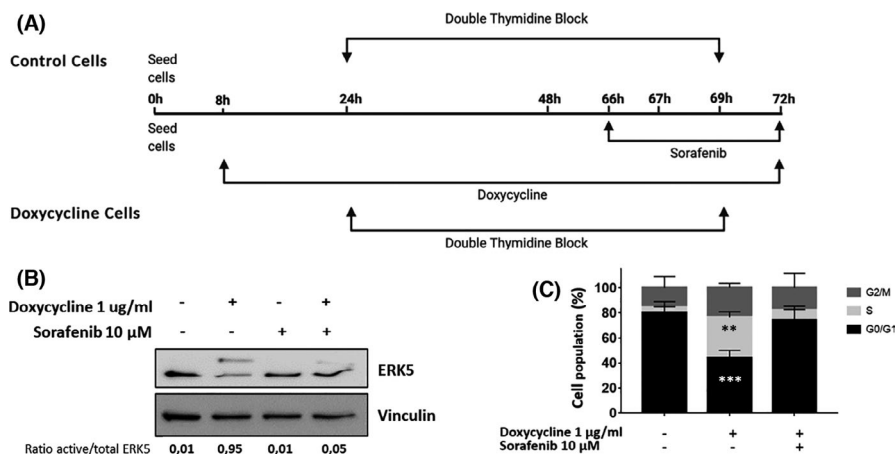 (A)
Double Thymidine Block
Control Cells
Seed
cells
0h 8h 24h 48h 66h 67h 69h 72h
Seed
cells
Sorafenib
Doxycycline
Doxycycline Cells
Double Thymidine Block
(B)
Doxycycline 1 ug/ml - + - +
Sorafenib 10 µM - - + +
ERK5
Vinculin
Ratio active/total ERK5 0,01 0,95 0,01 0,05
(C)
Cell population (%)
100
80
60
40
20
0
**
***
G2/M
S
G0/G1
Doxycycline 1 µg/ml - + +
Sorafenib 10 µM - - +